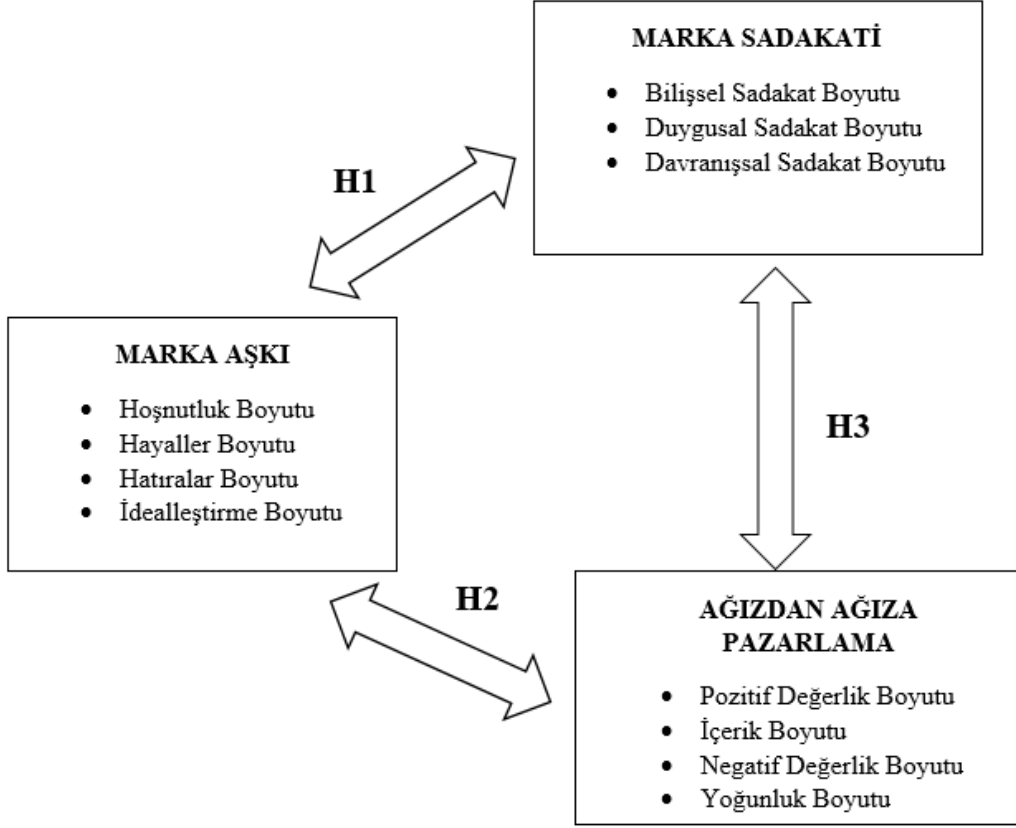 MARKA SADAKATİ
• Bilişsel Sadakat Boyutu
• Duygusal Sadakat Boyutu
• Davranışsal Sadakat Boyutu
H1
MARKA AŞKI
• Hoşnutluk Boyutu
• Hayaller Boyutu
• Hatıralar Boyutu
• İdealleştirme Boyutu
H3
H2
AĞIZDAN AĞIZA
PAZARLAMA
• Pozitif Değerlik Boyutu
• İçerik Boyutu
• Negatif Değerlik Boyutu
• Yoğunluk Boyutu